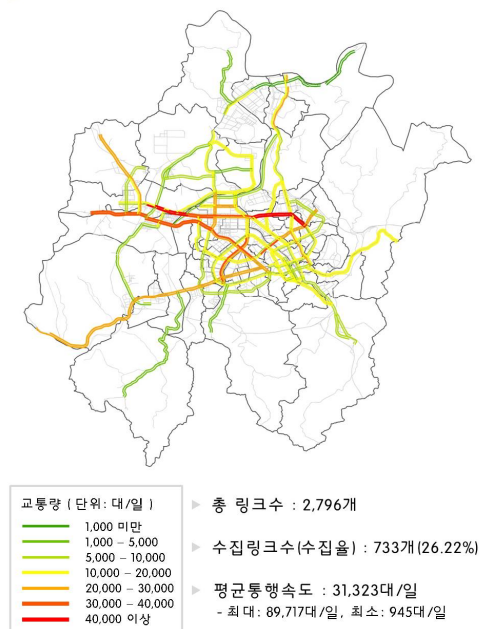 교통량 ( 단위: 대/일 )
1,000 미만
1,000 – 5,000
5,000 – 10,000
10,000 – 20,000
20,000 – 30,000
30,000 – 40,000
40,000 이상
▶ 총 링크수 : 2,796개
▶ 수집링크수(수집율) : 733개(26.22%)
▶ 평균통행속도 : 31,323대/일
- 최대: 89,717대/일, 최소: 945대/일